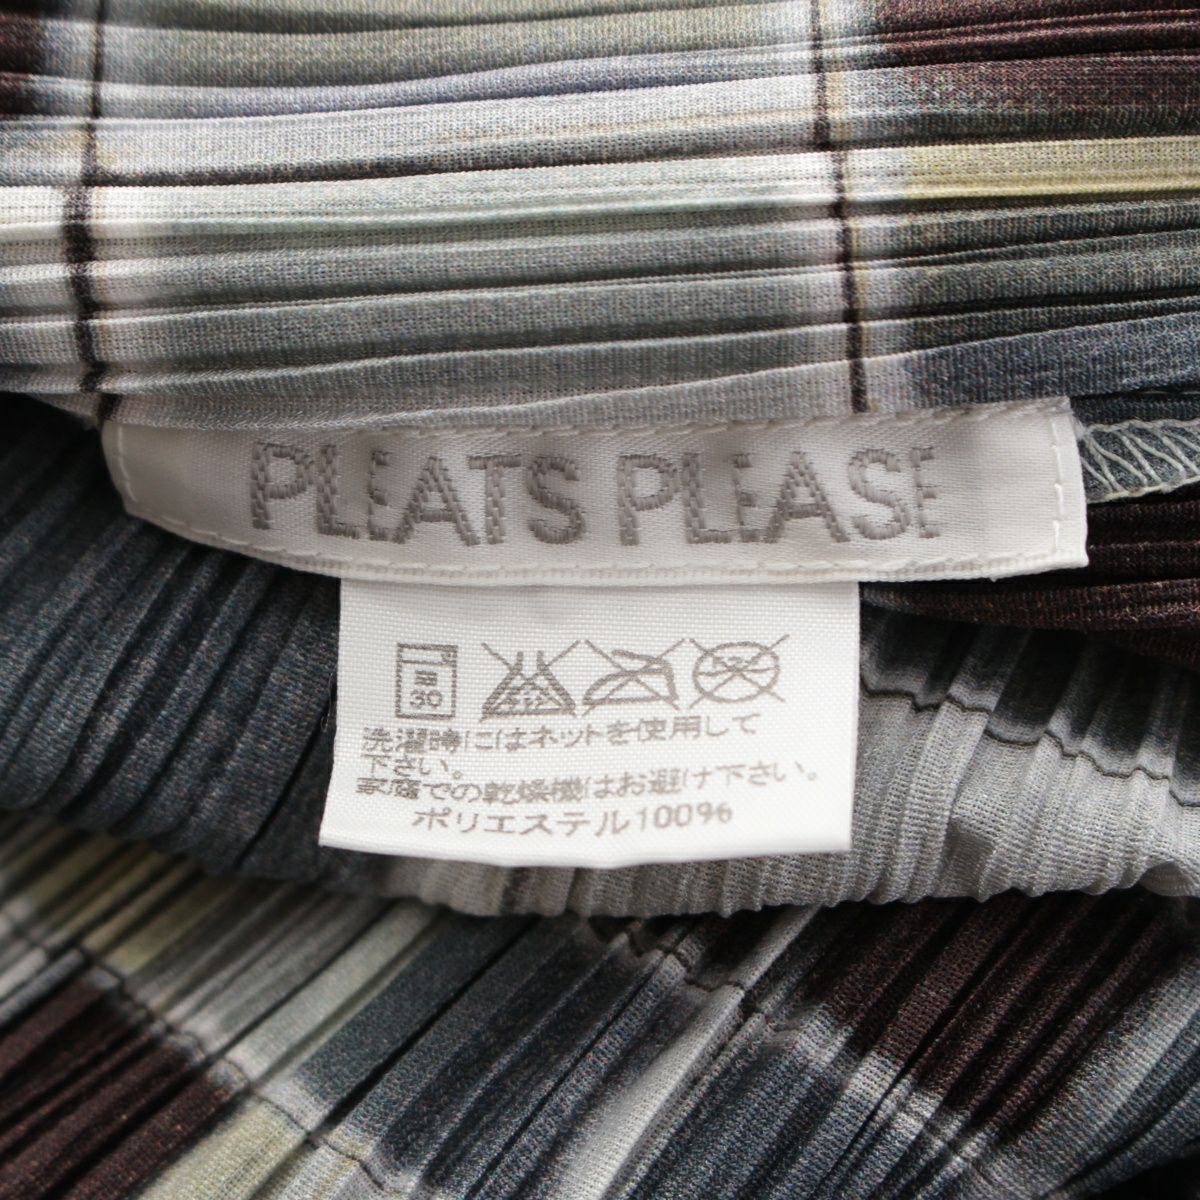 PLEATS PLEASE
30
洗濯時にはネットを使用して
下さい。
家庭での乾燥機はお避け下さい。
ポリエステル100%